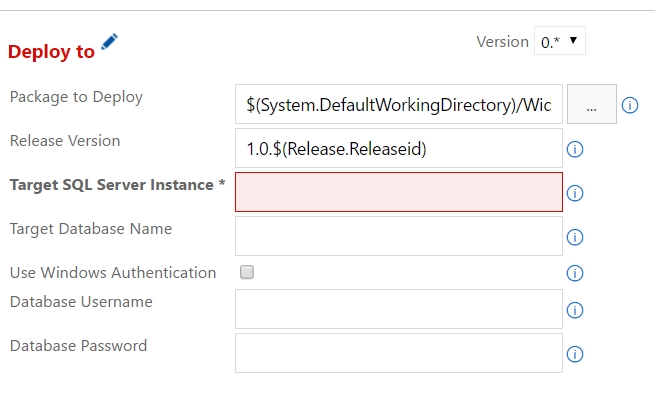 Deploy to
Version 0.*
Package to Deploy $(System.DefaultWorkingDirectory)/Wid ...
Release Version 1.0.$(Release.Releaseid)
Target SQL Server Instance *
Target Database Name
Use Windows Authentication
Database Username
Database Password